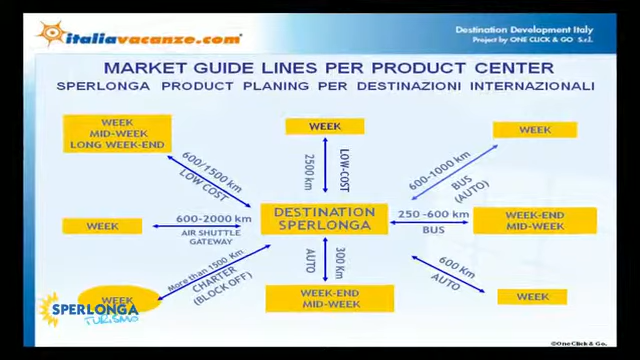 italiavacanze.com
Destination Development Italy
Project by ONE CLICK & GO S.r.l.
MARKET GUIDE LINES PER PRODUCT CENTER
SPERLONGA PRODUCT PLANING PER DESTINAZIONI INTERNAZIONALI
WEEK
MID-WEEK
LONG WEEK-END
WEEK
WEEK
600/1500 km
LOW COST
2500 km
LOW-COST
600-1000 km
BUS
(AUTO)
WEEK
600-2000 km
AIR SHUTTLE
GATEWAY
DESTINATION
SPERLONGA
250 -600 km
BUS
WEEK-END
MID-WEEK
More than 1500 Km
CHARTER
(BLOCK OFF)
AUTO
300 Km
600 Km
AUTO
WEEK
WEEK-END
MID-WEEK
WEEK
SPERLONGA
TURISMO
©One Click & Go.